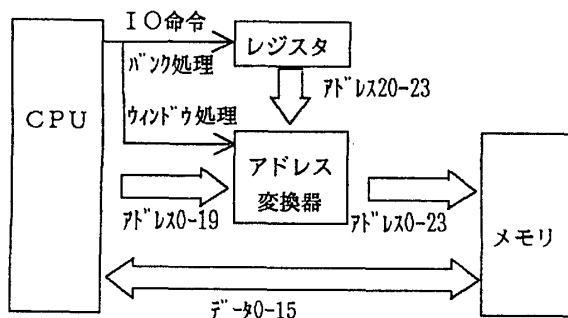 IO命令
レジスタ
バンク処理
アドレス20-23
CPU
ウィンドウ処理
アドレス
変換器
アドレス0-19
アドレス0-23
メモリ
データ0-15